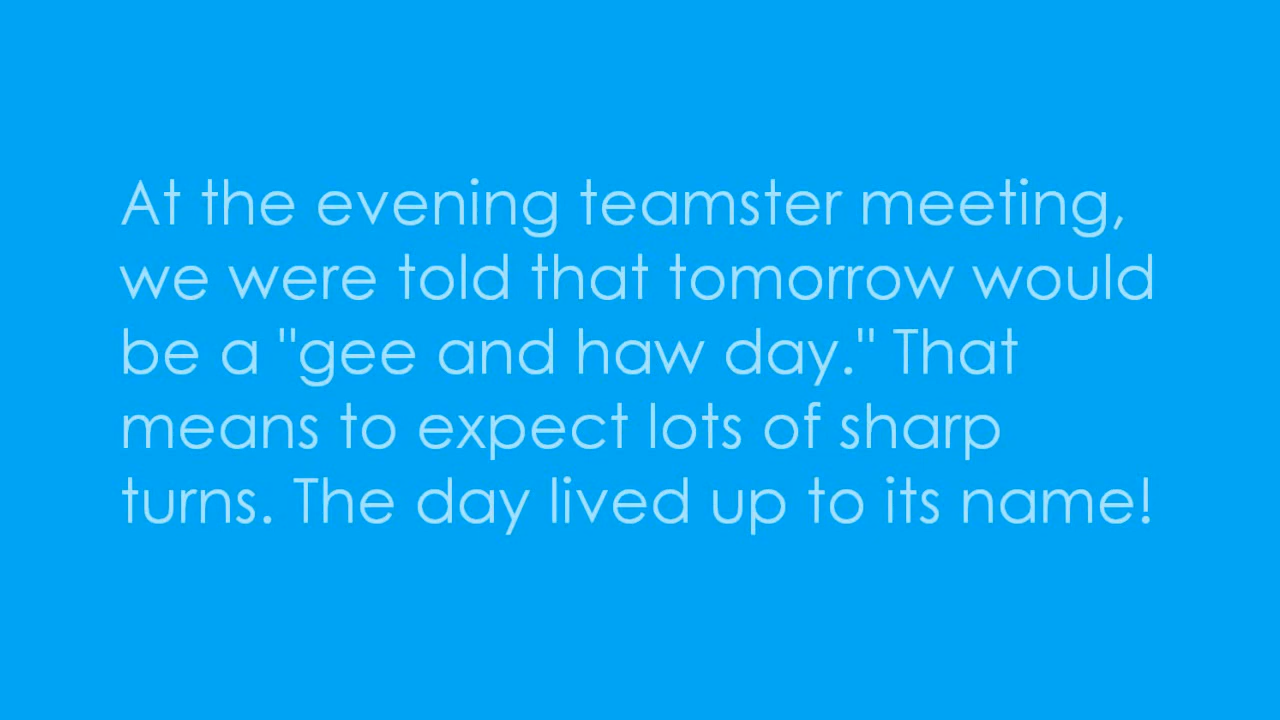 At the evening teamster meeting,
we were told that tomorrow would
be a "gee and haw day." That
means to expect lots of sharp
turns. The day lived up to its name!